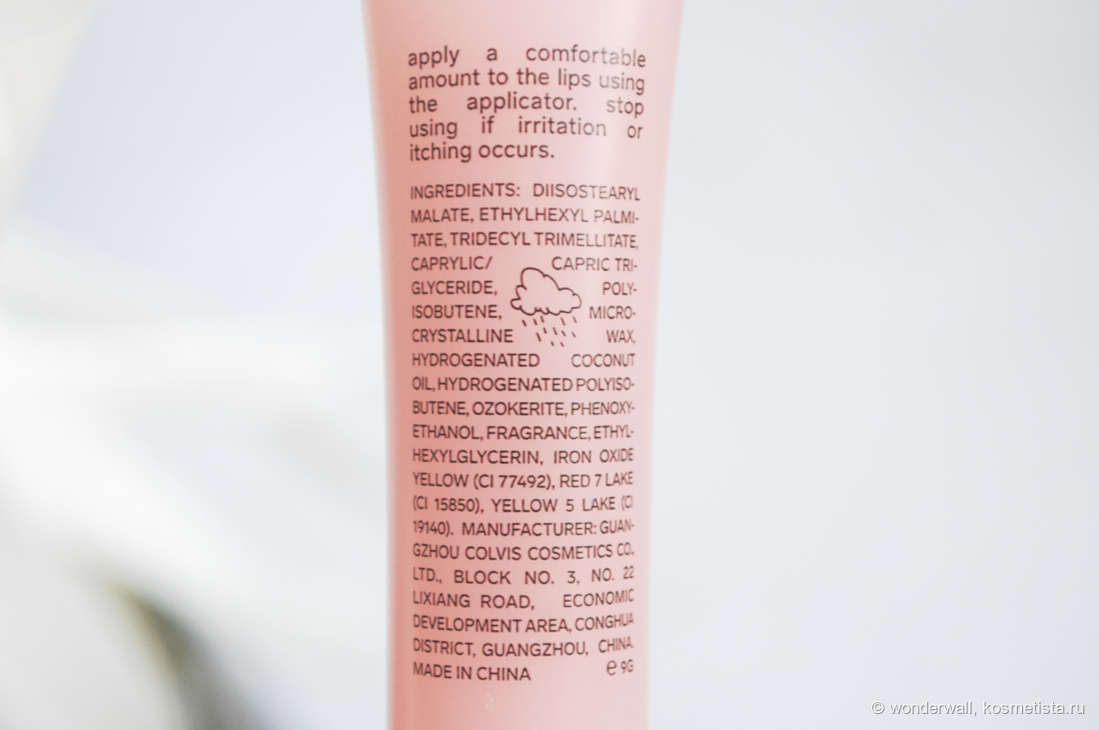 apply a comfortable
amount to the lips using
the applicator. stop
using if irritation or
itching occurs.
INGREDIENTS: DIISOSTEARYL
MALATE, ETHYLHEXYL PALMI-
TATE, TRIDECYL TRIMELLITATE,
CAPRYLIC/ CAPRIC TRI-
GLYCERIDE, POLY-
ISOBUTENE, MICRO-
CRYSTALLINE WAX,
HYDROGENATED COCONUT
OIL, HYDROGENATED POLYISO-
BUTENE, OZOKERITE, PHENOXY-
ETHANOL, FRAGRANCE, ETHYL-
HEXYLGLYCERIN, IRON OXIDE
YELLOW (CI 77492), RED 7 LAKE
(CI 15850), YELLOW 5 LAKE (CI
19140). MANUFACTURER: GUAN-
GZHOU COLVIS COSMETICS CO.,
LTD., BLOCK NO. 3, NO. 22
LIXIANG ROAD, ECONOMIC
DEVELOPMENT AREA, CONGHUA
DISTRICT, GUANGZHOU, CHINA.
MADE IN CHINA ℮ 9G
© wonderwall, kosmetista.ru